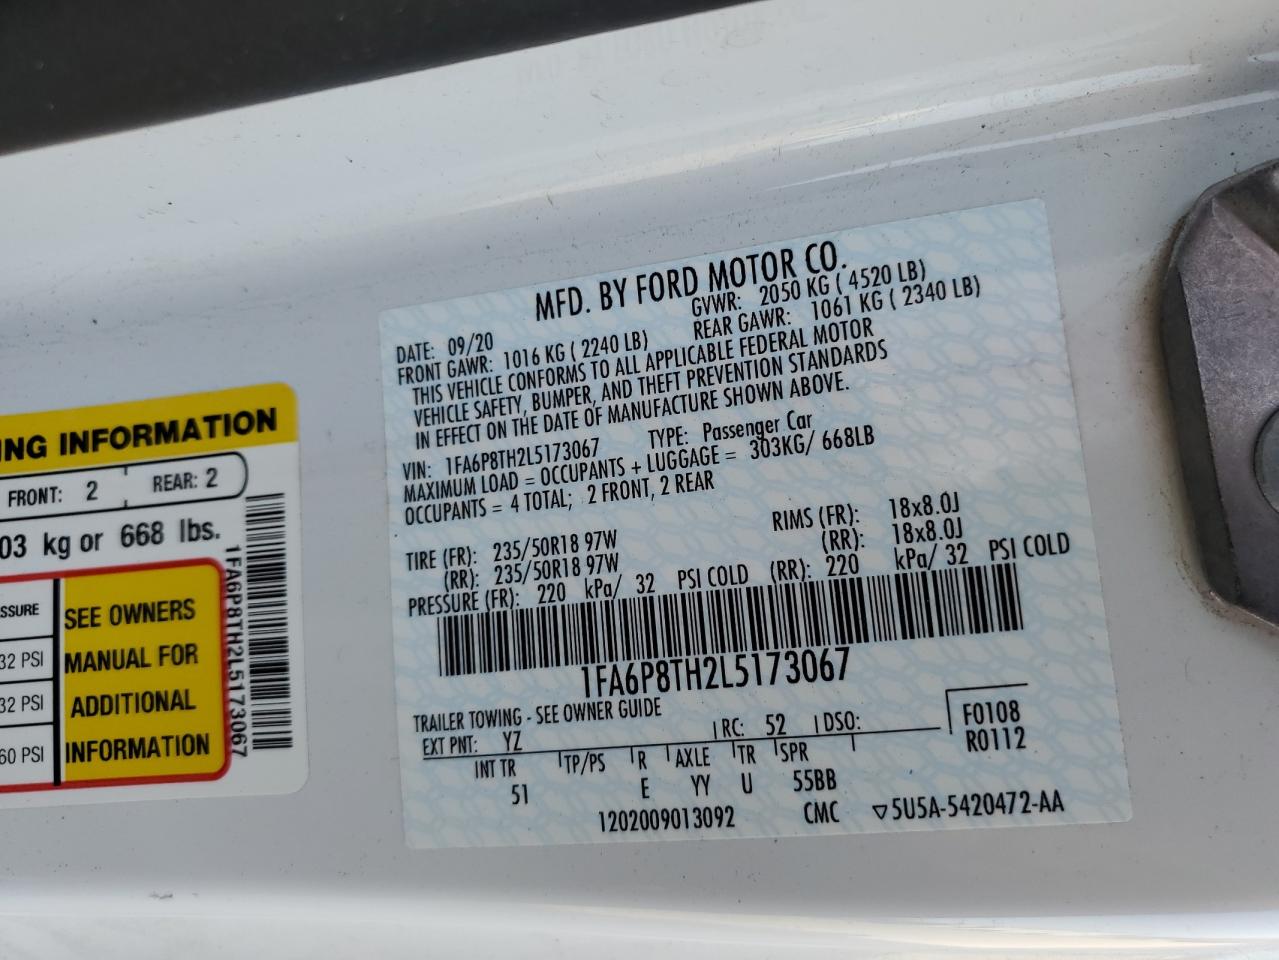 MFD. BY FORD MOTOR CO.
DATE: 09/20 GVWR: 2050 KG ( 4520 LB)
FRONT GAWR: 1016 KG ( 2240 LB) REAR GAWR: 1061 KG ( 2340 LB)
THIS VEHICLE CONFORMS TO ALL APPLICABLE FEDERAL MOTOR
VEHICLE SAFETY, BUMPER, AND THEFT PREVENTION STANDARDS
IN EFFECT ON THE DATE OF MANUFACTURE SHOWN ABOVE.
VIN: 1FA6P8TH2L5173067 TYPE: Passenger Car
MAXIMUM LOAD = OCCUPANTS + LUGGAGE = 303KG/ 668LB
OCCUPANTS = 4 TOTAL; 2 FRONT, 2 REAR
TIRE (FR): 235/50R18 97W RIMS (FR): 18x8.0J
(RR): 235/50R18 97W (RR): 18x8.0J
PRESSURE (FR): 220 kPa/ 32 PSI COLD (RR): 220 kPa/ 32 PSI COLD
1FA6P8TH2L5173067
TRAILER TOWING - SEE OWNER GUIDE
EXT PNT: YZ RC: 52 DSO: F0108
R0112
INT TR TP/PS R AXLE TR SPR
51 E YY U 55BB
1202009013092 CMC ▽5U5A-5420472-AA
ING INFORMATION
FRONT: 2 REAR: 2
03 kg or 668 lbs.
SSURE SEE OWNERS
32 PSI MANUAL FOR
32 PSI ADDITIONAL
60 PSI INFORMATION
1FA6P8TH2L5173067